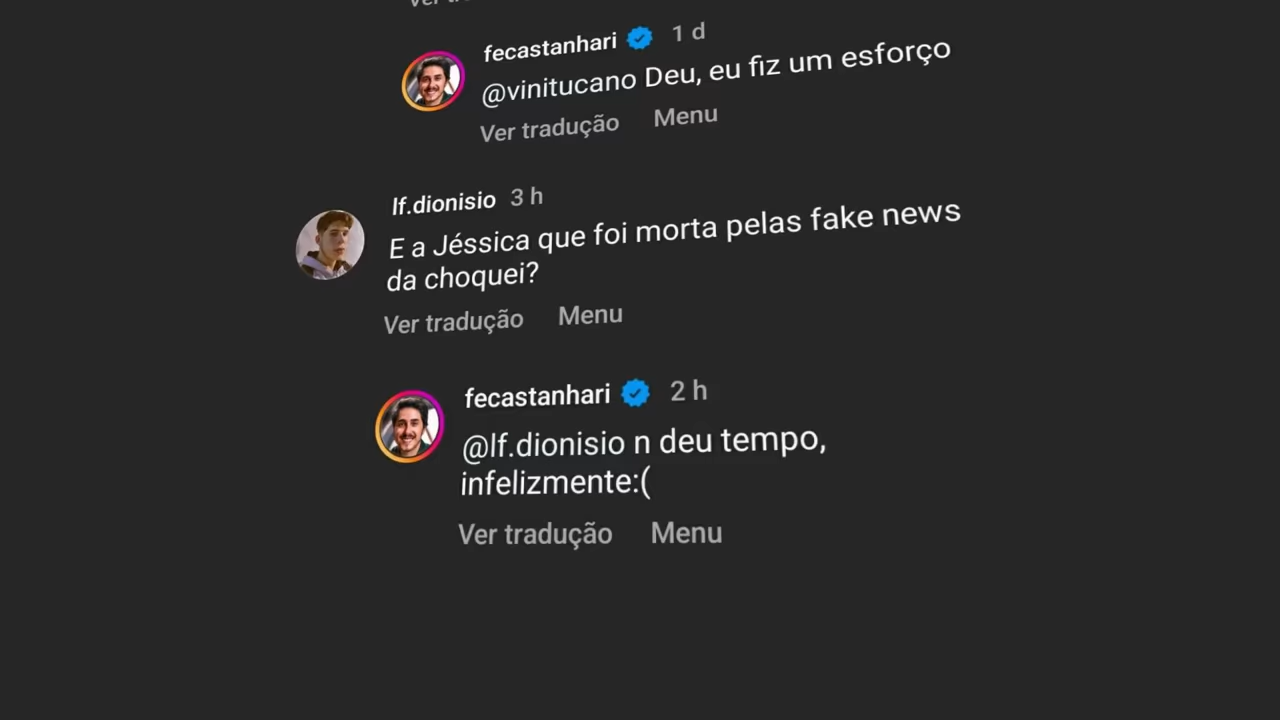 fecastanhari 1 d
@vinitucano Deu, eu fiz um esforço
Ver tradução Menu
lf.dionisio 3 h
E a Jéssica que foi morta pelas fake news
da choquei?
Ver tradução Menu
fecastanhari 2 h
@lf.dionisio n deu tempo,
infelizmente:(
Ver tradução Menu